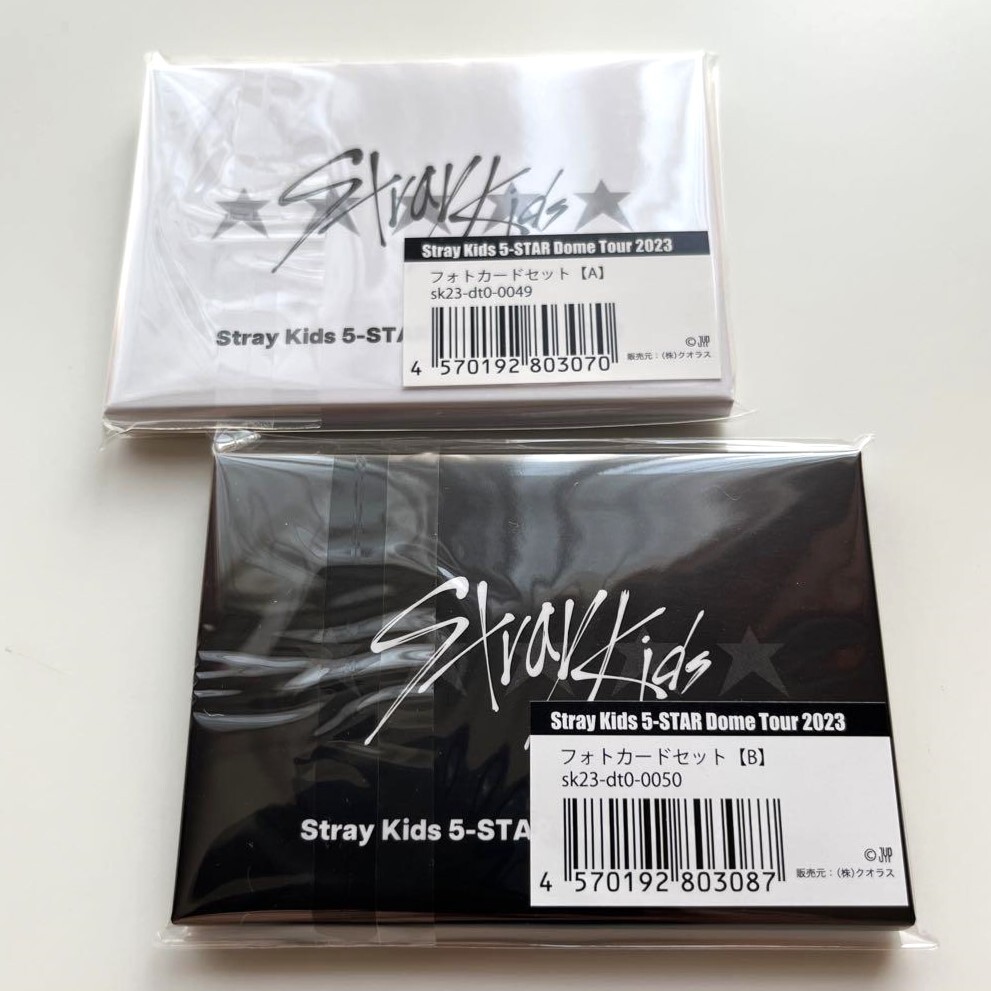 Stray Kids
Stray Kids 5-STA
Stray Kids 5-STAR Dome Tour 2023
フォトカードセット【A】
sk23-dt0-0049
4 570192 803070
© JYP
販売元：(株)クオラス
Stray Kids
Stray Kids 5-STA
Stray Kids 5-STAR Dome Tour 2023
フォトカードセット【B】
sk23-dt0-0050
4 570192 803087
© JYP
販売元：(株)クオラス